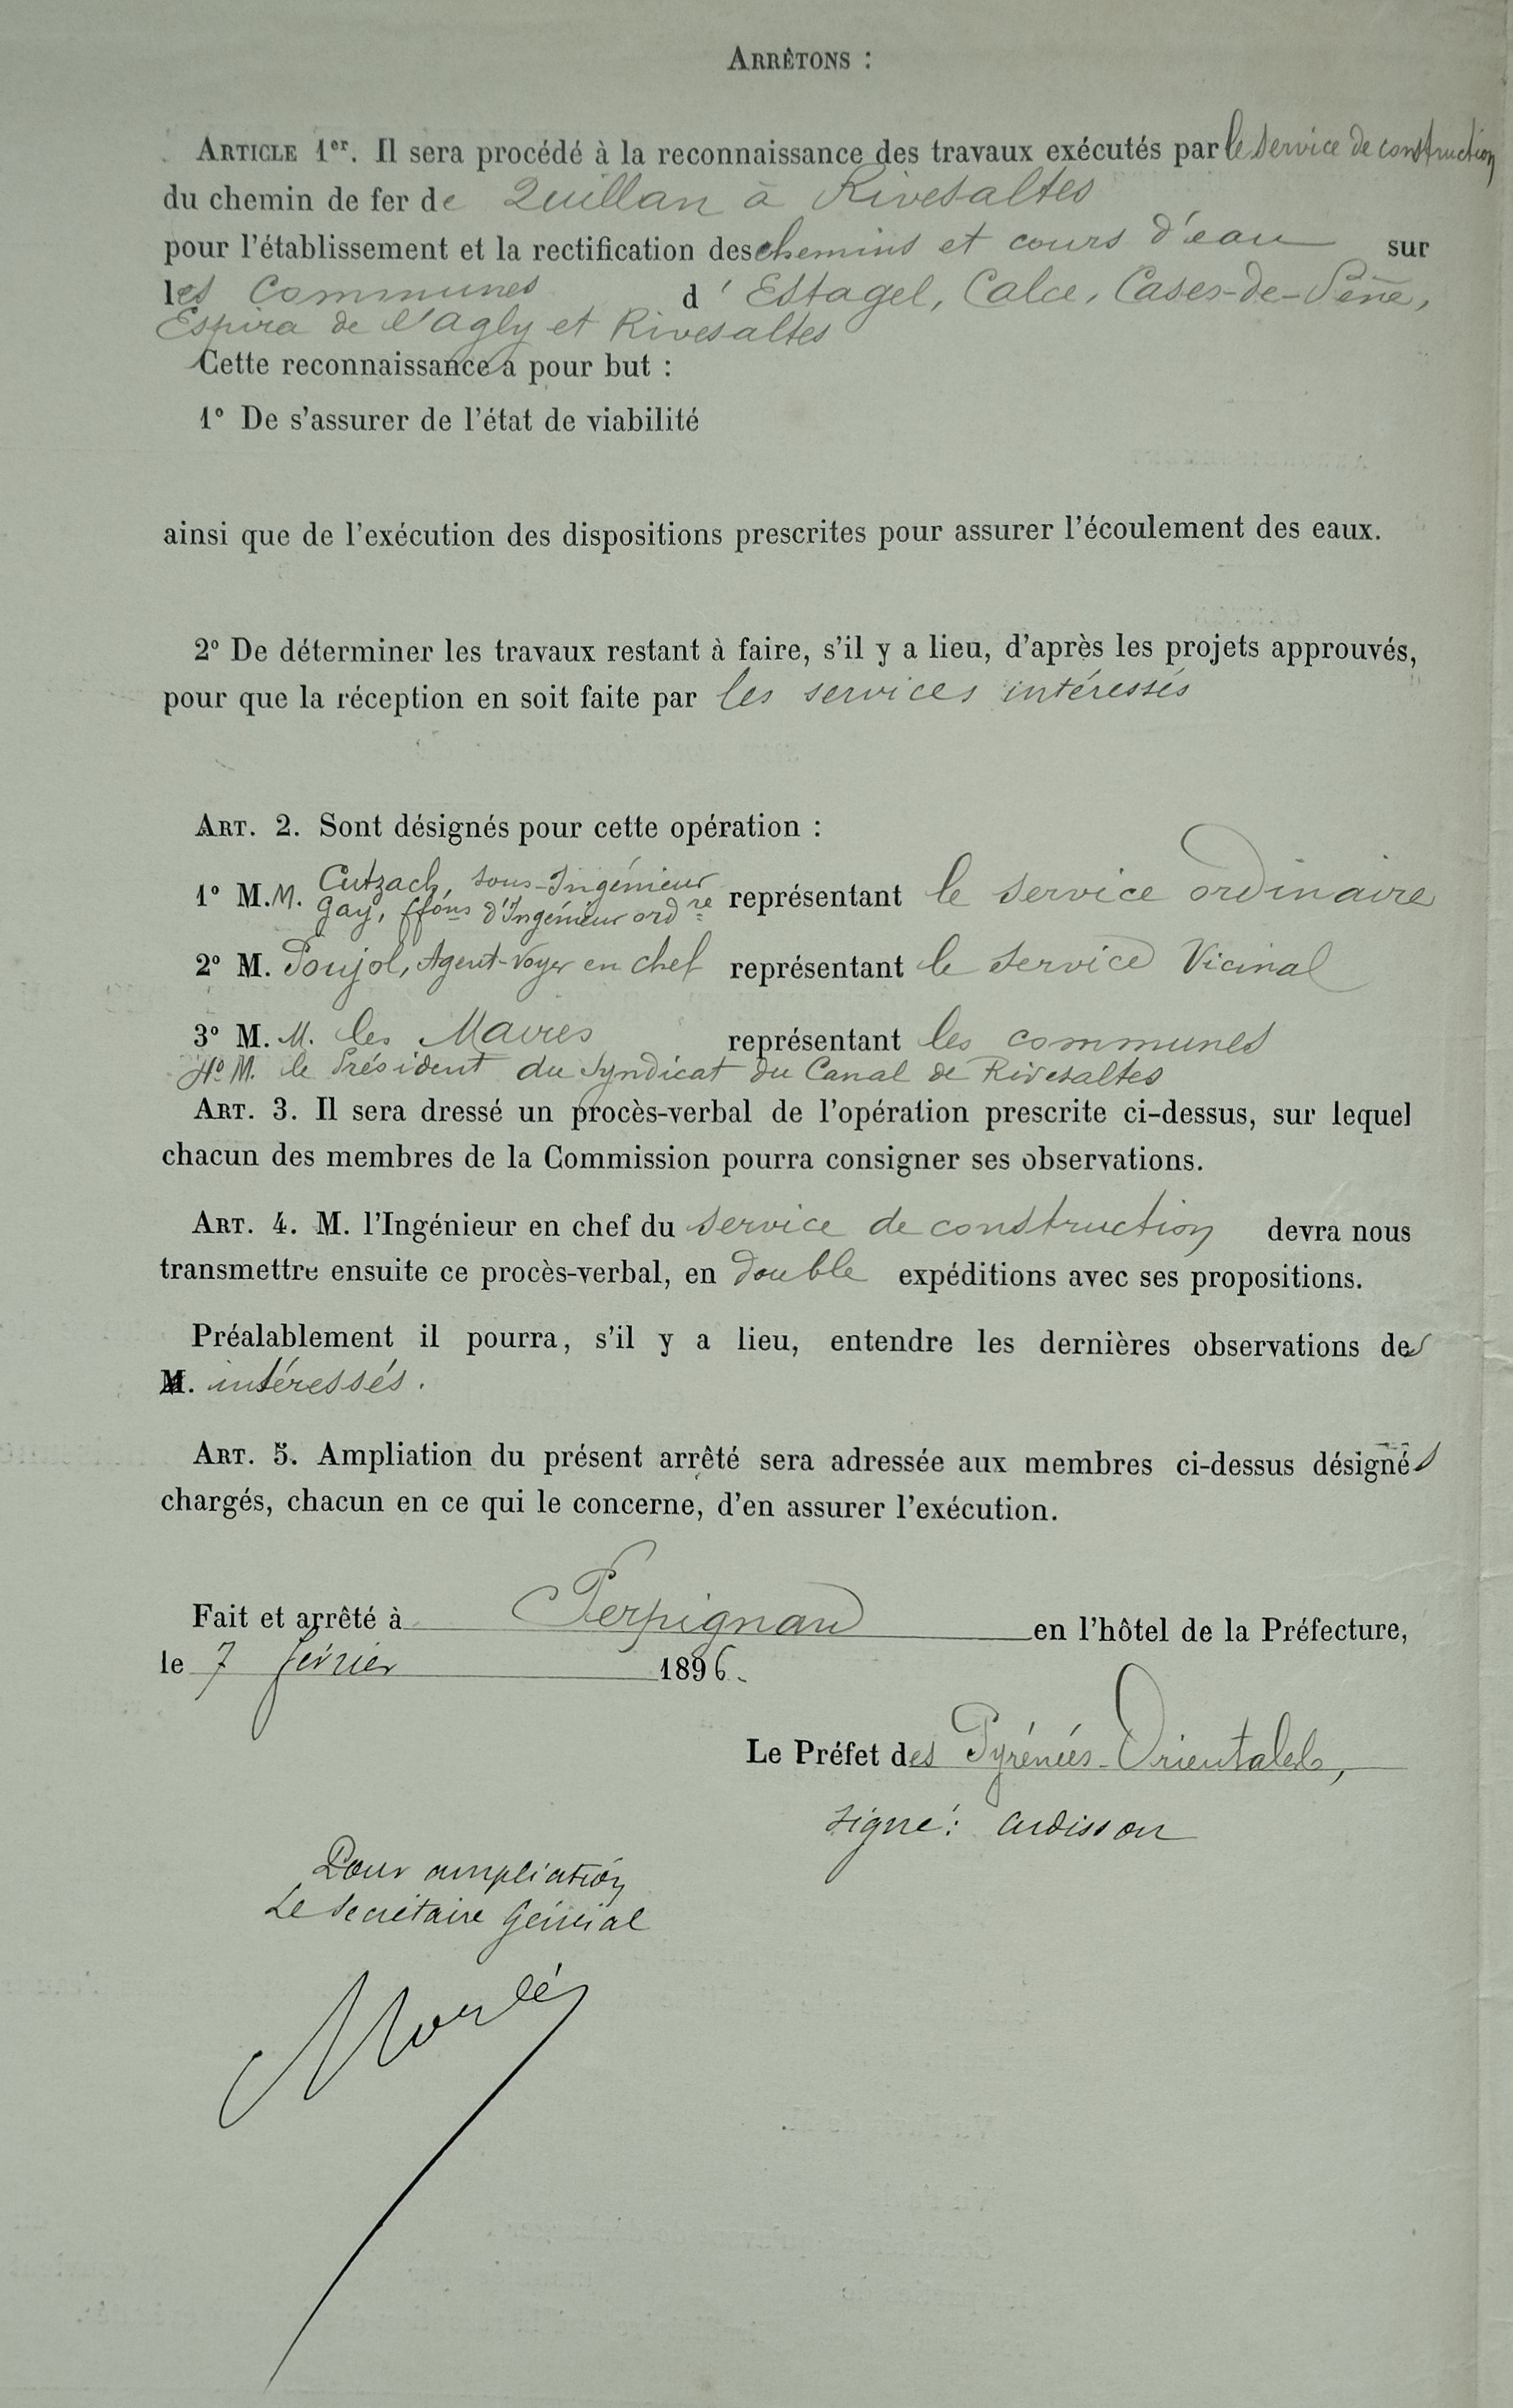 ARRÊTONS :
ARTICLE 1er. Il sera procédé à la reconnaissance des travaux exécutés par le service de construction
du chemin de fer de Quillan à Rivesaltes
pour l'établissement et la rectification des chemins et cours d'eau sur
les Communes d'Estagel, Calce, Cases-de-Pène,
Espira de l'Agly et Rivesaltes
Cette reconnaissance a pour but :
1° De s'assurer de l'état de viabilité
ainsi que de l'exécution des dispositions prescrites pour assurer l'écoulement des eaux.
2° De déterminer les travaux restant à faire, s'il y a lieu, d'après les projets approuvés,
pour que la réception en soit faite par les services intéressés
ART. 2. Sont désignés pour cette opération :
1° M.M. Cutzach, sous-Ingénieur
Gay, ffons d'Ingénieur ordre représentant le service ordinaire
2° M. Poujol, Agent-Voyer en chef représentant le service Vicinal
3° M. M. les Maires représentant les communes
4° M. le Président du Syndicat du Canal de Rivesaltes
ART. 3. Il sera dressé un procès-verbal de l'opération prescrite ci-dessus, sur lequel
chacun des membres de la Commission pourra consigner ses observations.
ART. 4. M. l'Ingénieur en chef du service de construction devra nous
transmettre ensuite ce procès-verbal, en double expéditions avec ses propositions.
Préalablement il pourra, s'il y a lieu, entendre les dernières observations des
M. intéressés.
ART. 5. Ampliation du présent arrêté sera adressée aux membres ci-dessus désignés
chargés, chacun en ce qui le concerne, d'en assurer l'exécution.
Fait et arrêté à Perpignan en l'hôtel de la Préfecture,
le 7 février 1896.
Le Préfet des Pyrénées-Orientales,
signé : Ardisson
Pour ampliation
Le Secrétaire Général